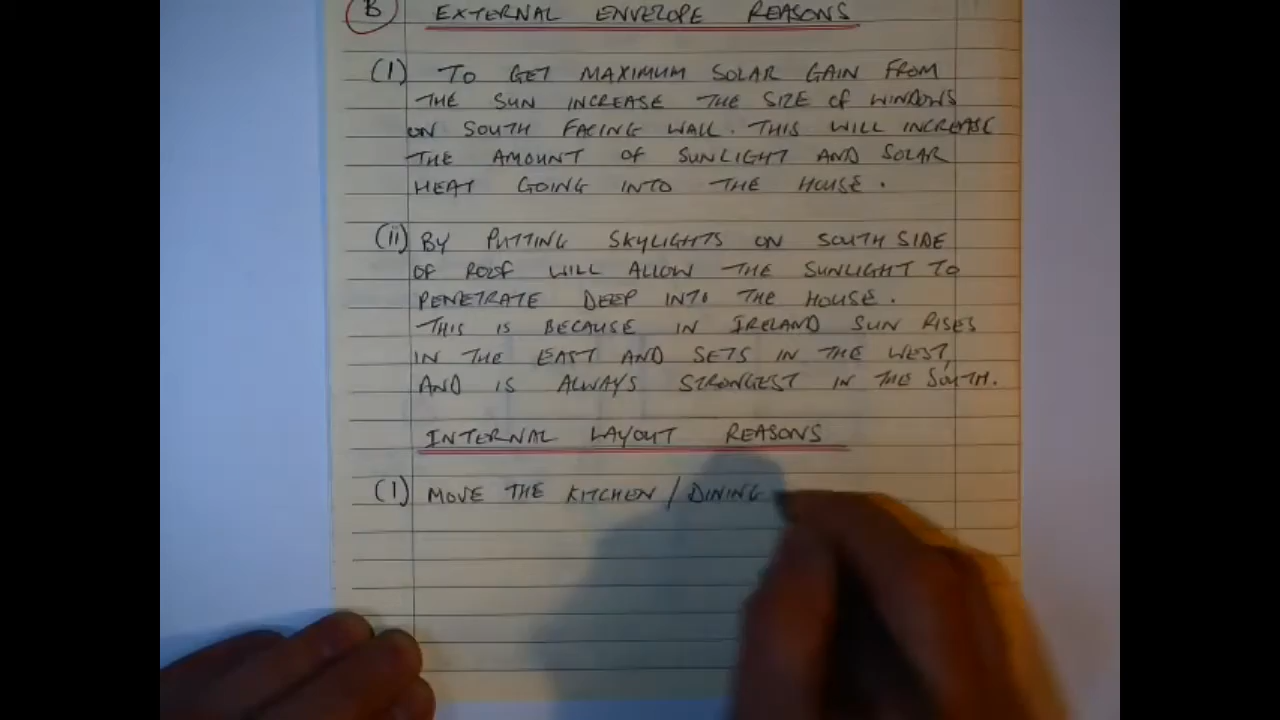 B EXTERNAL ENVELOPE REASONS
(1) TO GET MAXIMUM SOLAR GAIN FROM
THE SUN INCREASE THE SIZE OF WINDOWS
ON SOUTH FACING WALL. THIS WILL INCREASE
THE AMOUNT OF SUNLIGHT AND SOLAR
HEAT GOING INTO THE HOUSE.
(ii) BY PUTTING SKYLIGHTS ON SOUTH SIDE
OF ROOF WILL ALLOW THE SUNLIGHT TO
PENETRATE DEEP INTO THE HOUSE.
THIS IS BECAUSE IN IRELAND SUN RISES
IN THE EAST AND SETS IN THE WEST,
AND IS ALWAYS STRONGEST IN THE SOUTH.
INTERNAL LAYOUT REASONS
(1) MOVE THE KITCHEN / DINING